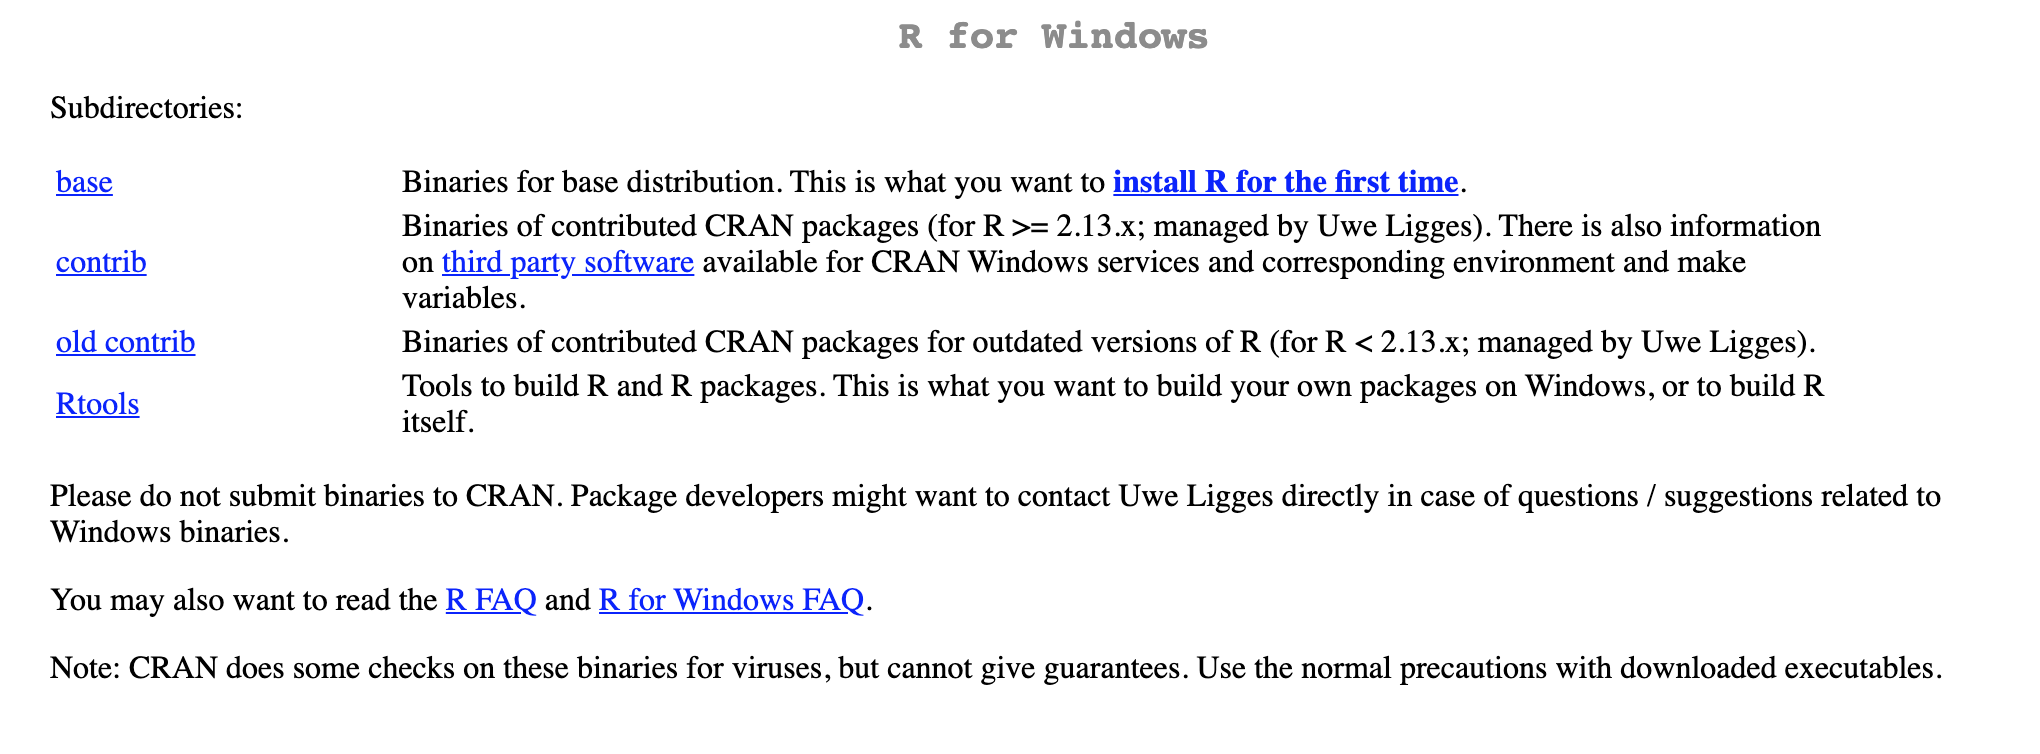 R for Windows
Subdirectories:
base Binaries for base distribution. This is what you want to install R for the first time.
Binaries of contributed CRAN packages (for R >= 2.13.x; managed by Uwe Ligges). There is also information
contrib on third party software available for CRAN Windows services and corresponding environment and make
variables.
old contrib Binaries of contributed CRAN packages for outdated versions of R (for R < 2.13.x; managed by Uwe Ligges).
Rtools Tools to build R and R packages. This is what you want to build your own packages on Windows, or to build R
itself.
Please do not submit binaries to CRAN. Package developers might want to contact Uwe Ligges directly in case of questions / suggestions related to
Windows binaries.
You may also want to read the R FAQ and R for Windows FAQ.
Note: CRAN does some checks on these binaries for viruses, but cannot give guarantees. Use the normal precautions with downloaded executables.